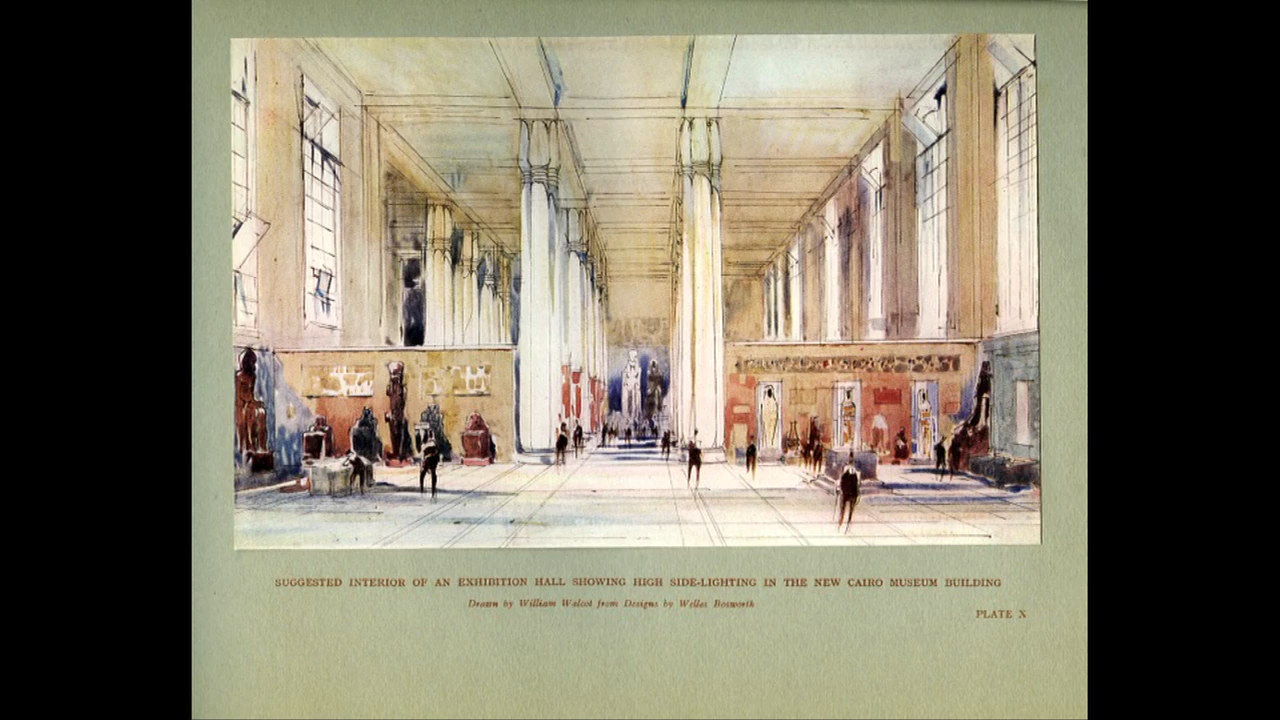 SUGGESTED INTERIOR OF AN EXHIBITION HALL SHOWING HIGH SIDE-LIGHTING IN THE NEW CAIRO MUSEUM BUILDING
Drawn by William Walcot from Designs by Welles Bosworth
PLATE X